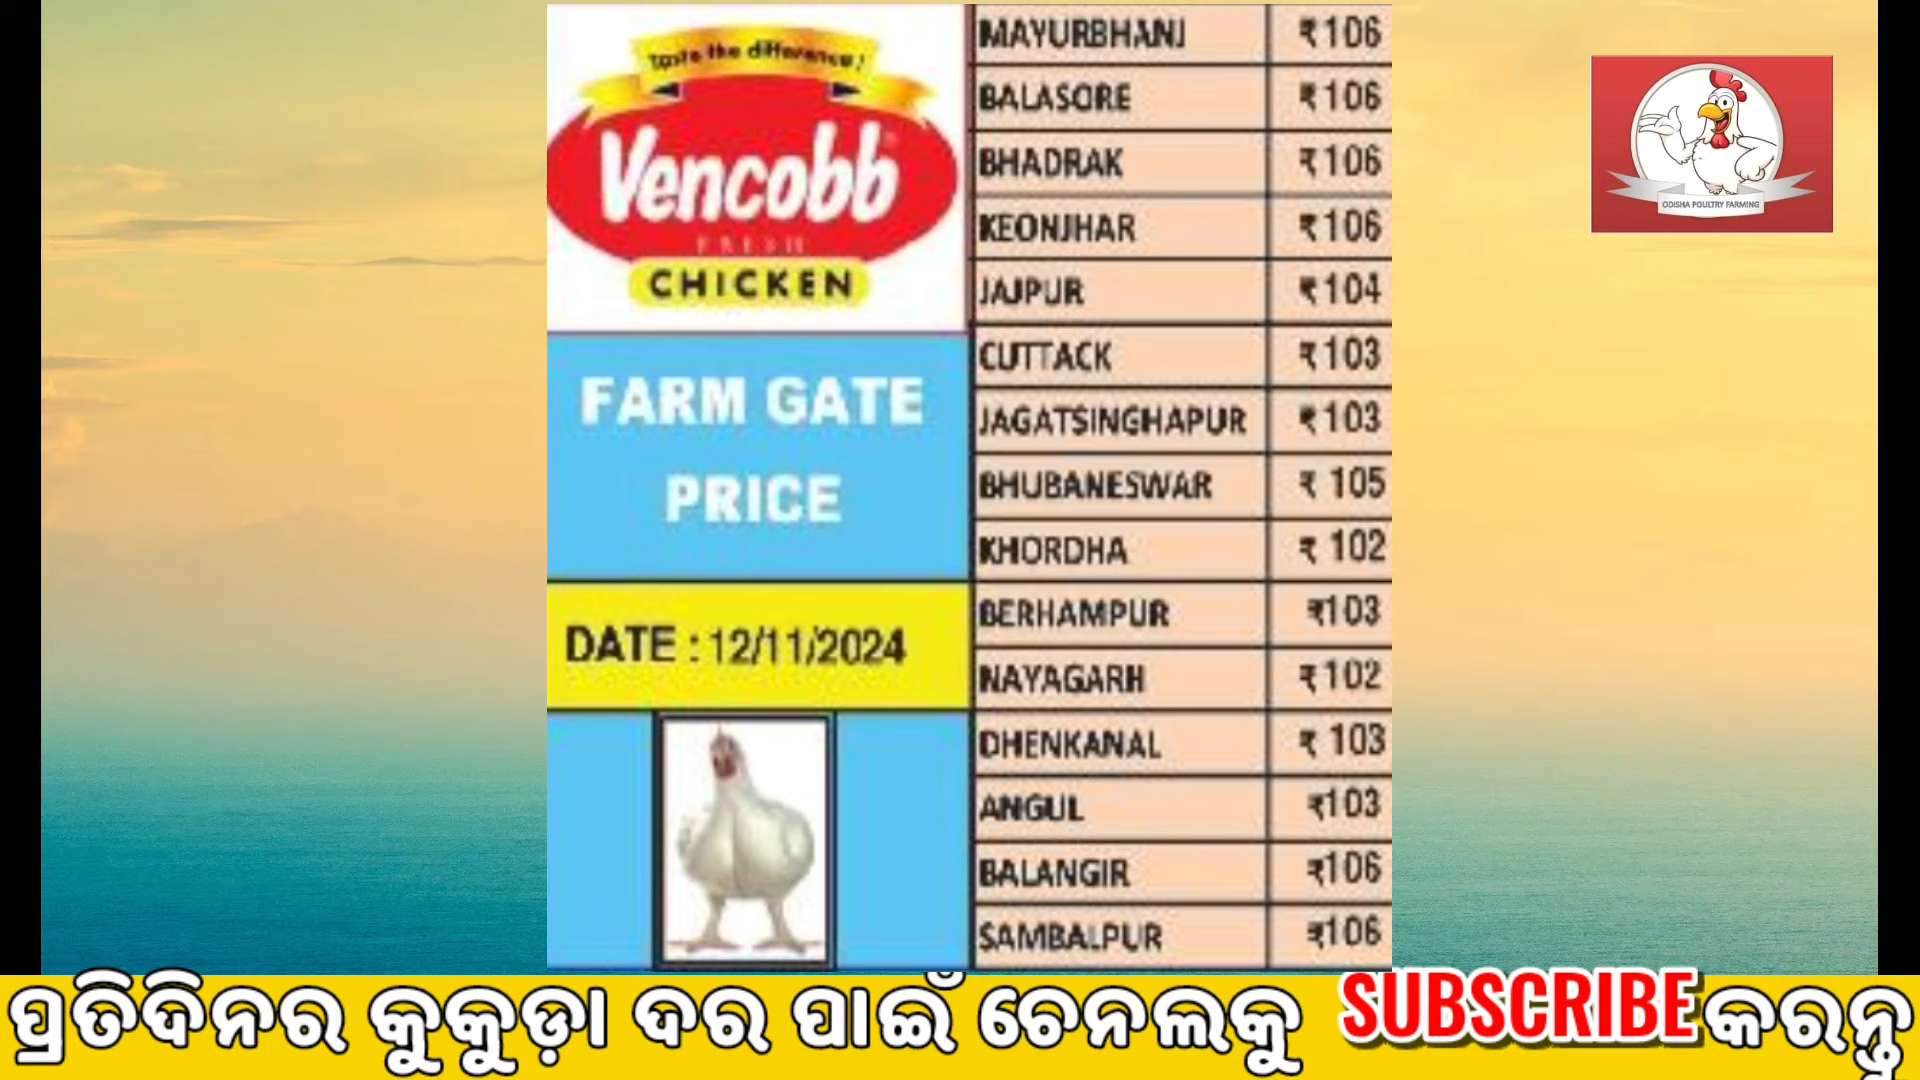 Taste the difference!
Vencobb
FRESH
CHICKEN
FARM GATE
PRICE
DATE : 12/11/2024
MAYURBHANJ ₹106
BALASORE ₹106
BHADRAK ₹106
KEONJHAR ₹106
JAJPUR ₹104
CUTTACK ₹103
JAGATSINGHAPUR ₹103
BHUBANESWAR ₹ 105
KHORDHA ₹ 102
BERHAMPUR ₹103
NAYAGARH ₹102
DHENKANAL ₹ 103
ANGUL ₹103
BALANGIR ₹106
SAMBALPUR ₹106
ODISHA POULTRY FARMING
ପ୍ରତିଦିନର କୁକୁଡ଼ା ଦର ପାଇଁ ଚେନଲକୁ SUBSCRIBE କରନ୍ତୁ